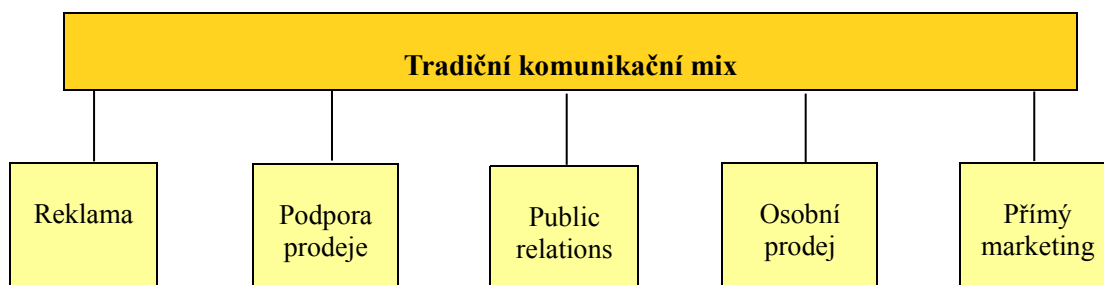 Tradiční komunikační mix
Reklama
Podpora
prodeje
Public
relations
Osobní
prodej
Přímý
marketing